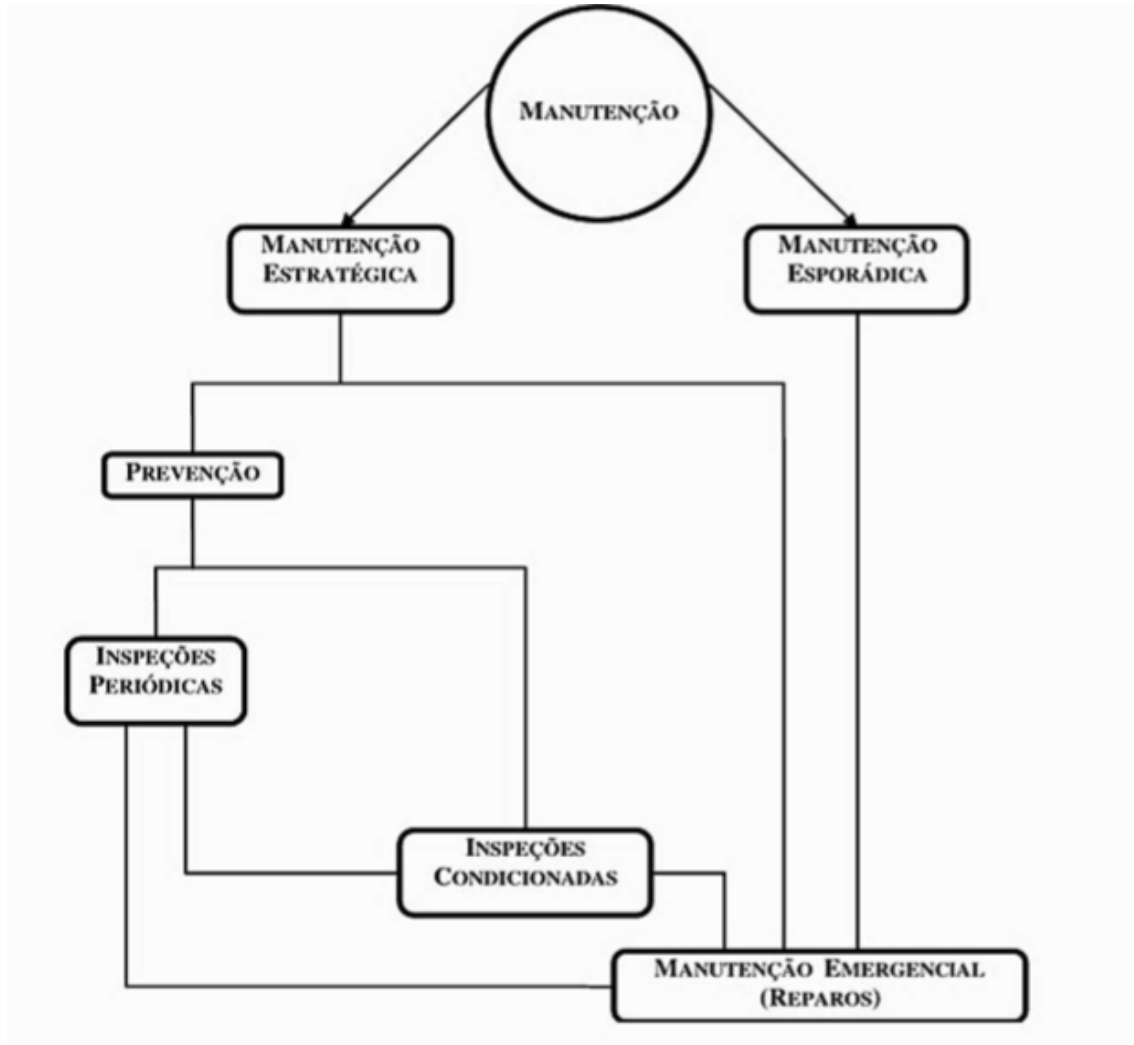 MANUTENÇÃO
MANUTENÇÃO
ESTRATÉGICA
MANUTENÇÃO
ESPORÁDICA
PREVENÇÃO
INSPEÇÕES
PERIÓDICAS
INSPEÇÕES
CONDICIONADAS
MANUTENÇÃO EMERGENCIAL
(REPAROS)